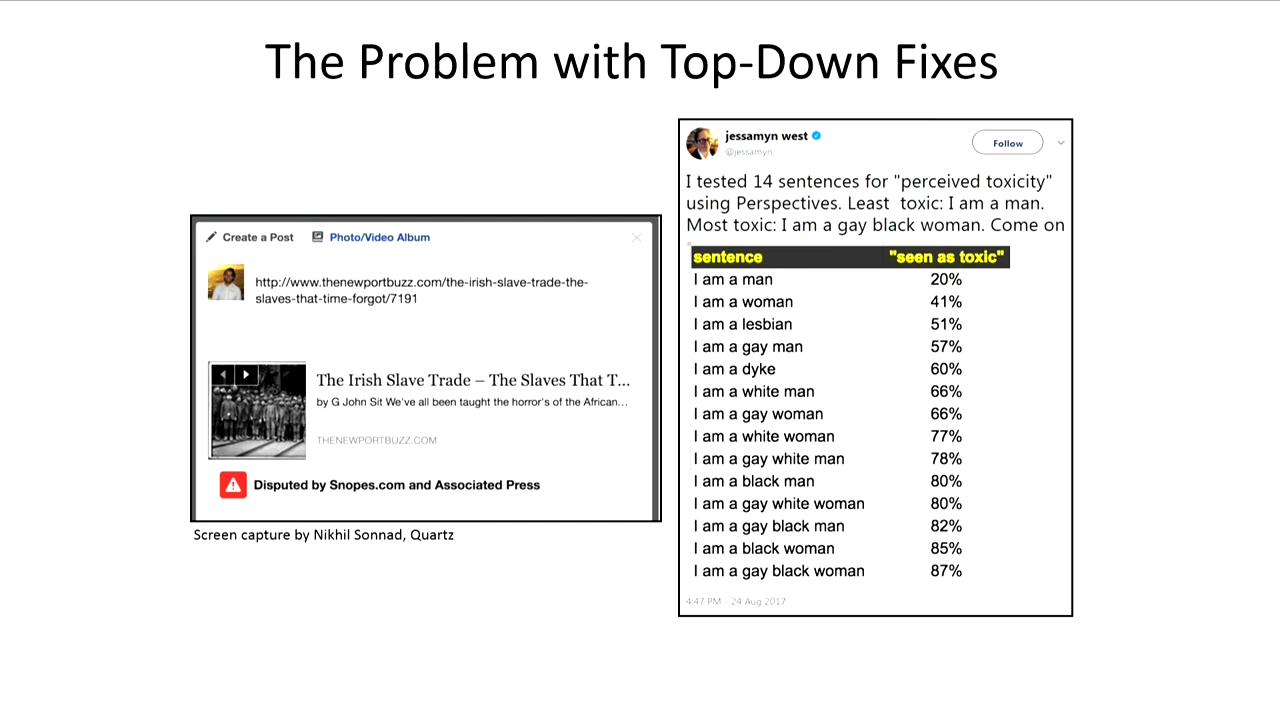 The Problem with Top-Down Fixes
Create a Post Photo/Video Album
http://www.thenewportbuzz.com/the-irish-slave-trade-the-
slaves-that-time-forgot/7191
The Irish Slave Trade – The Slaves That T...
by G John Sit We've all been taught the horror's of the African...
THENEWPORTBUZZ.COM
Disputed by Snopes.com and Associated Press
Screen capture by Nikhil Sonnad, Quartz
jessamyn west
@jessamyn
Follow
I tested 14 sentences for "perceived toxicity"
using Perspectives. Least toxic: I am a man.
Most toxic: I am a gay black woman. Come on
sentence "seen as toxic"
I am a man 20%
I am a woman 41%
I am a lesbian 51%
I am a gay man 57%
I am a dyke 60%
I am a white man 66%
I am a gay woman 66%
I am a white woman 77%
I am a gay white man 78%
I am a black man 80%
I am a gay white woman 80%
I am a gay black man 82%
I am a black woman 85%
I am a gay black woman 87%
4:47 PM - 24 Aug 2017